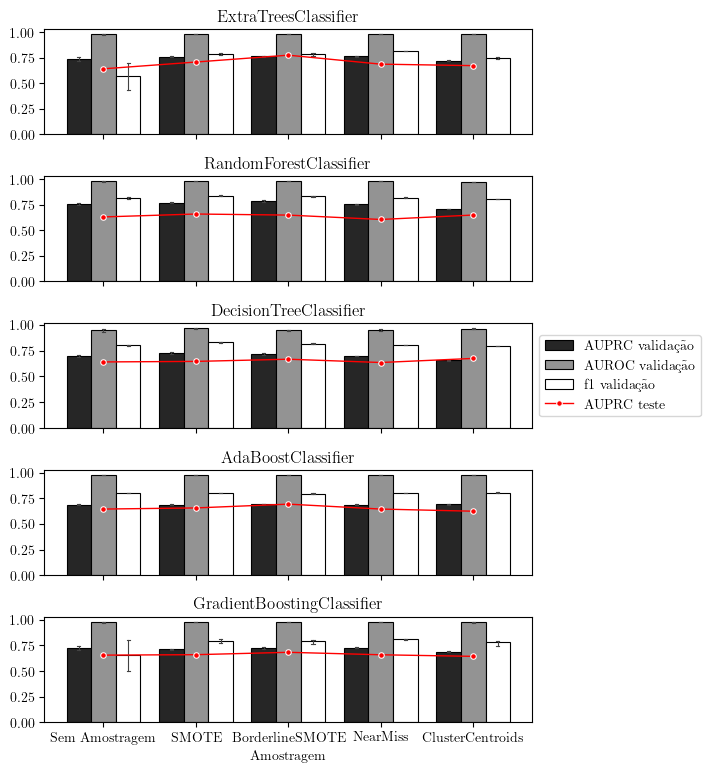 ExtraTreesClassifier
1.00
0.75
0.50
0.25
0.00
RandomForestClassifier
1.00
0.75
0.50
0.25
0.00
DecisionTreeClassifier
1.00
0.75
0.50
0.25
0.00
AUPRC validação
AUROC validação
f1 validação
AUPRC teste
AdaBoostClassifier
1.00
0.75
0.50
0.25
0.00
GradientBoostingClassifier
1.00
0.75
0.50
0.25
0.00
Sem Amostragem SMOTE BorderlineSMOTE NearMiss ClusterCentroids
Amostragem